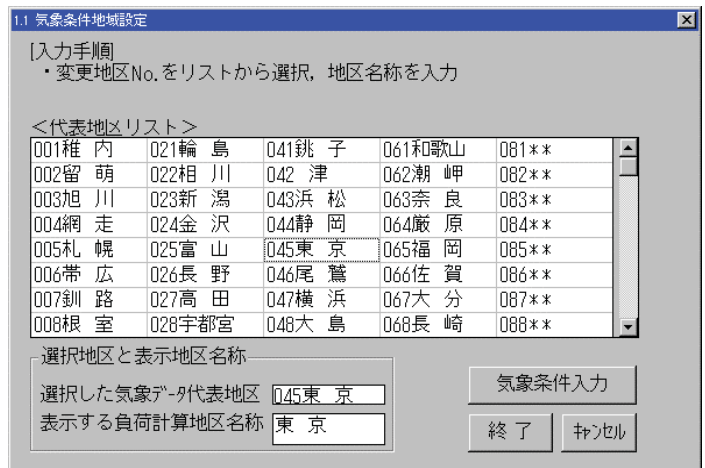 1.1 気象条件地域設定
[入力手順]
・変更地区No.をリストから選択，地区名称を入力
＜代表地区リスト＞
001稚 内 021輪 島 041銚 子 061和歌山 081**
002留 萌 022相 川 042 津 062潮 岬 082**
003旭 川 023新 潟 043浜 松 063奈 良 083**
004網 走 024金 沢 044静 岡 064厳 原 084**
005札 幌 025富 山 045東 京 065福 岡 085**
006帯 広 026長 野 046尾 鷲 066佐 賀 086**
007釧 路 027高 田 047横 浜 067大 分 087**
008根 室 028宇都宮 048大 島 068長 崎 088**
選択地区と表示地区名称
選択した気象ﾃﾞｰﾀ代表地区 045東 京
表示する負荷計算地区名称 東 京
気象条件入力
終 了 ｷｬﾝｾﾙ